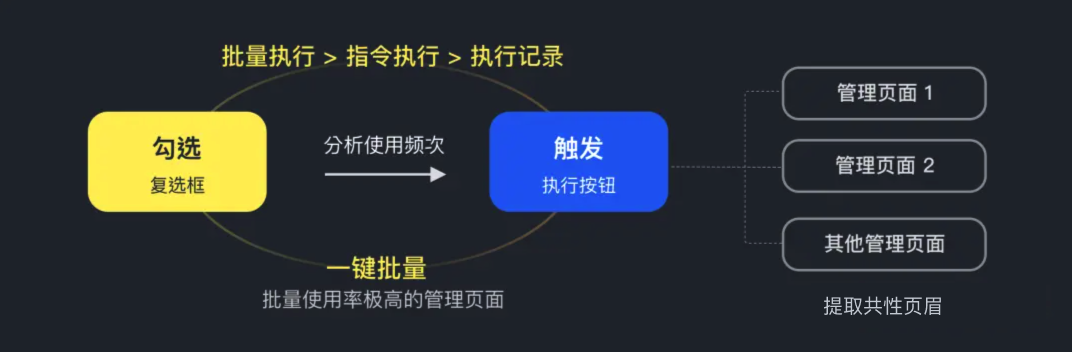 批量执行 > 指令执行 > 执行记录
勾选
复选框
分析使用频次
触发
执行按钮
一键批量
批量使用率极高的管理页面
管理页面 1
管理页面 2
其他管理页面
提取共性页眉